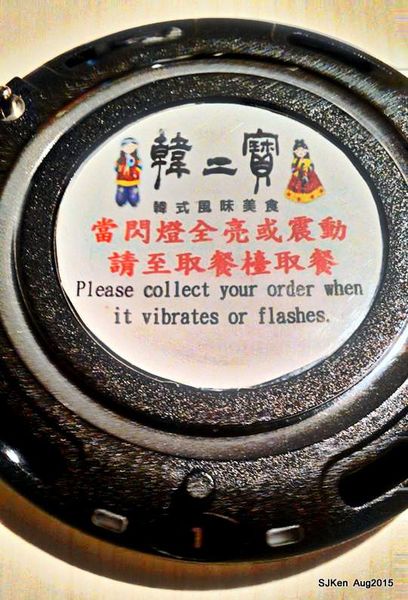 韓二寶
韓式風味美食
當閃燈全亮或震動
請至取餐檯取餐
Please collect your order when
it vibrates or flashes.
1
SJKen Aug2015